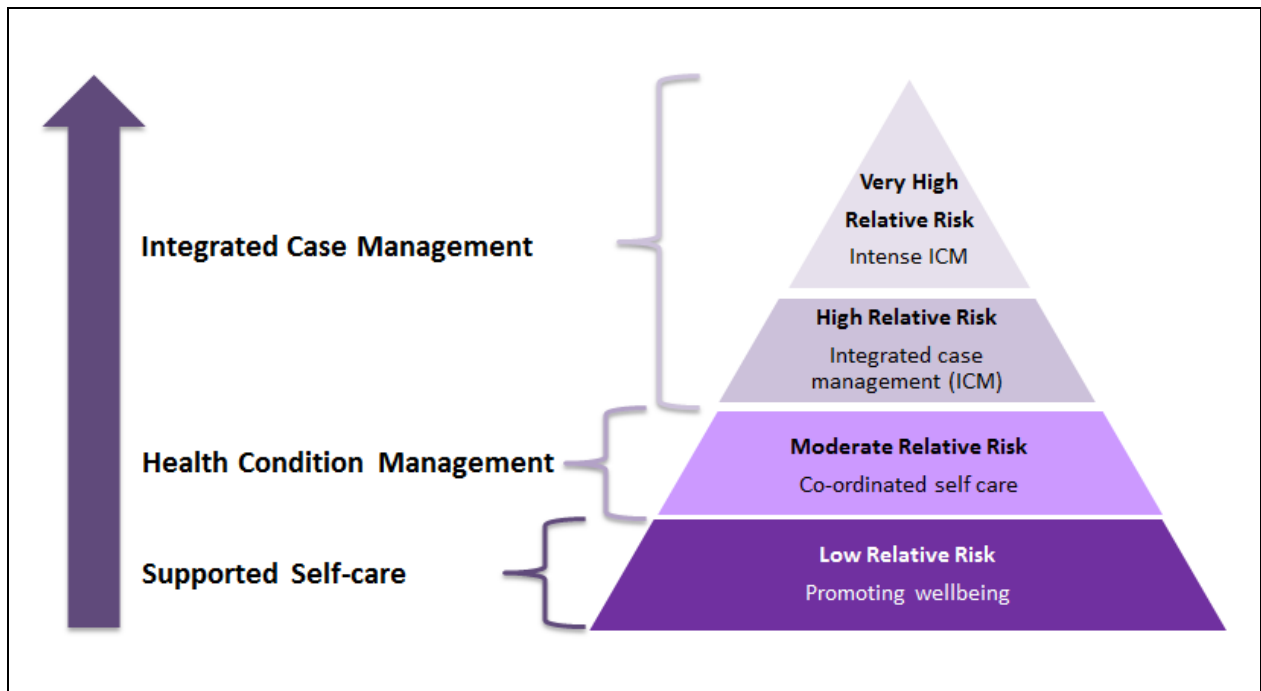 Very High
Relative Risk
Intense ICM
Integrated Case Management
High Relative Risk
Integrated case
management (ICM)
Health Condition Management
Moderate Relative Risk
Co-ordinated self care
Supported Self-care
Low Relative Risk
Promoting wellbeing